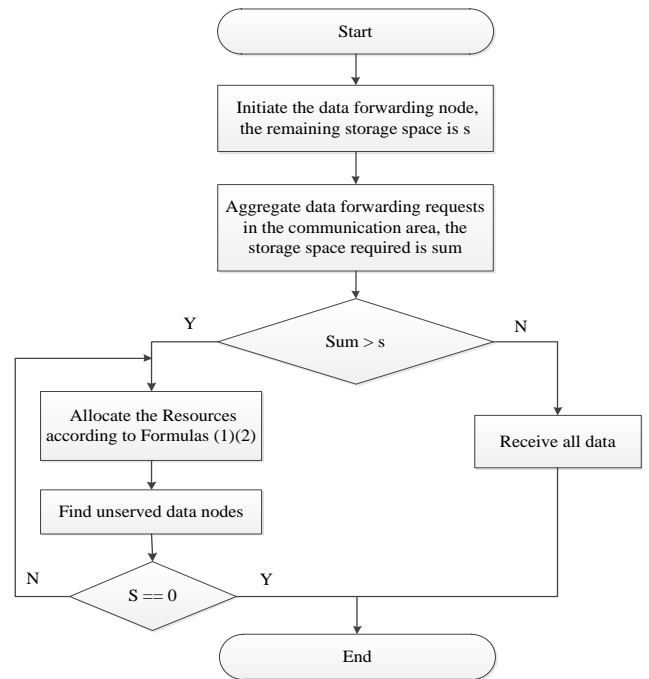 Start
Initiate the data forwarding node,
the remaining storage space is s
Aggregate data forwarding requests
in the communication area, the
storage space required is sum
Y
N
Sum > s
Allocate the Resources
according to Formulas (1)(2)
Receive all data
Find unserved data nodes
N
Y
S == 0
End